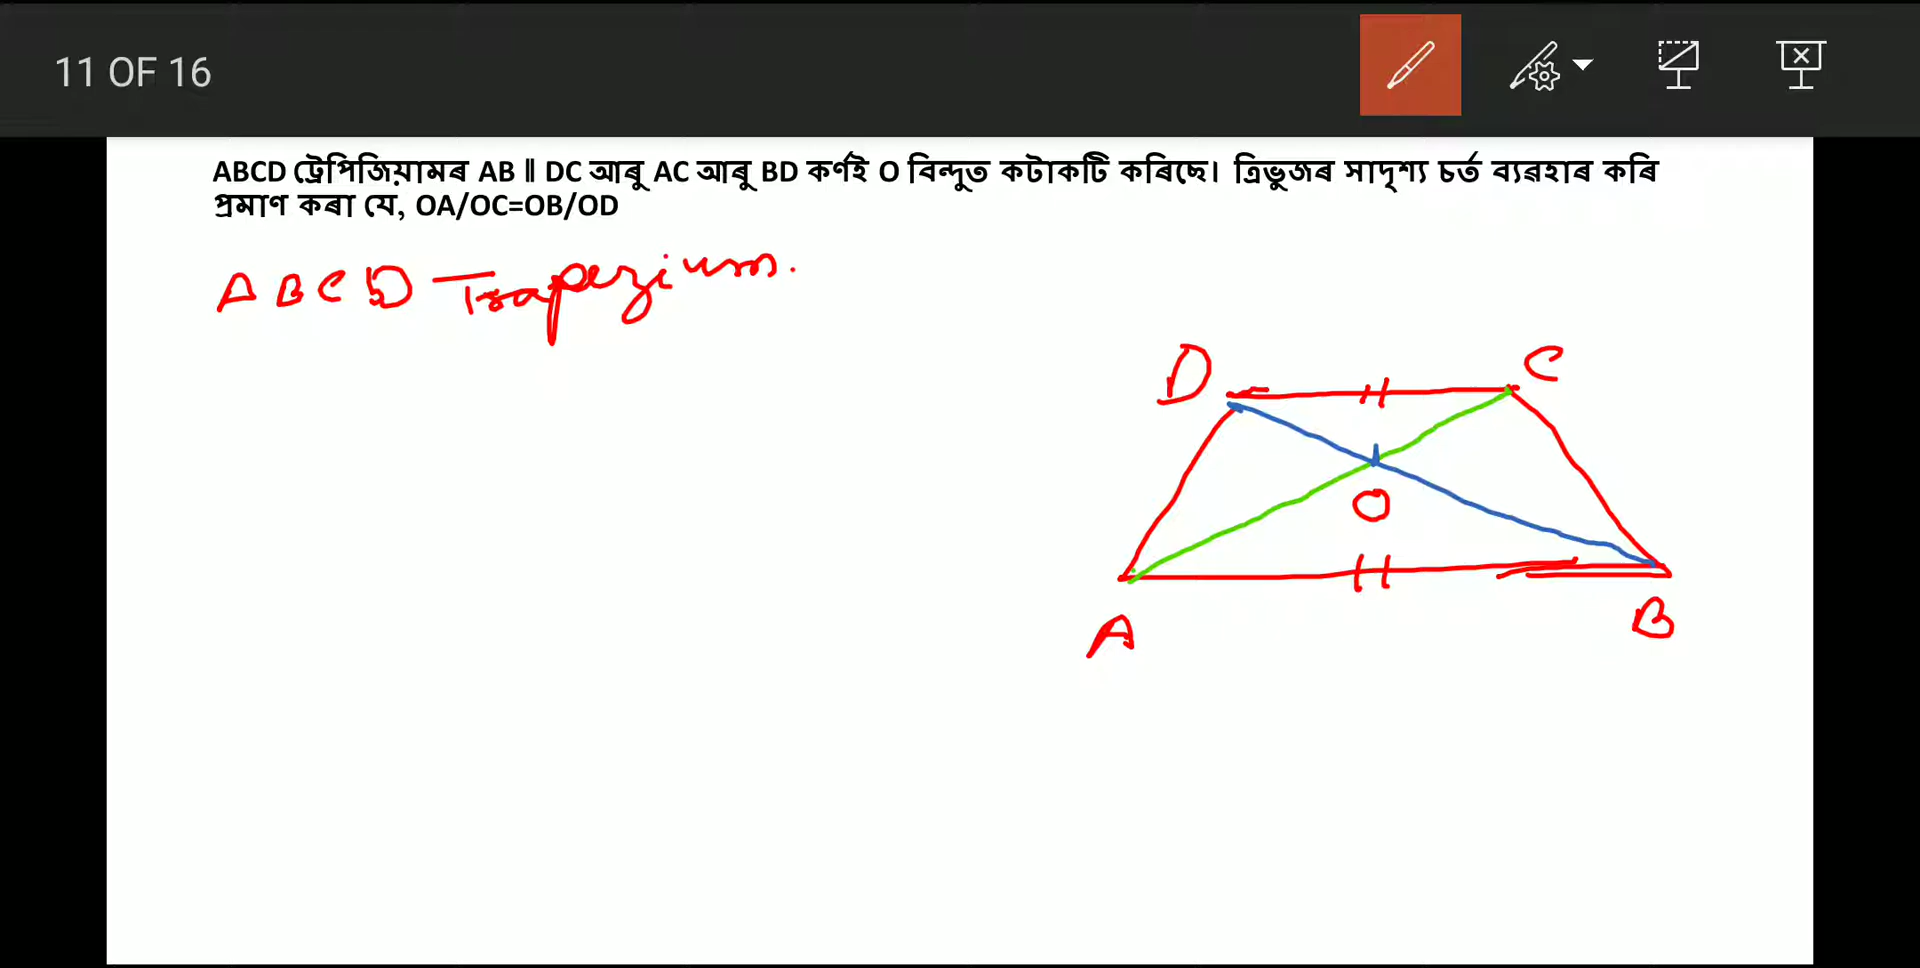 11 OF 16
ABCD ট্ৰেপিজিয়ামৰ AB ǁ DC আৰু AC আৰু BD কৰ্ণই O বিন্দুত কটাকটি কৰিছে। ত্ৰিভুজৰ সাদৃশ্য চৰ্ত ব্যৱহাৰ কৰি
প্ৰমাণ কৰা যে, OA/OC=OB/OD
ABCD Trapezium.
D C
O
A B